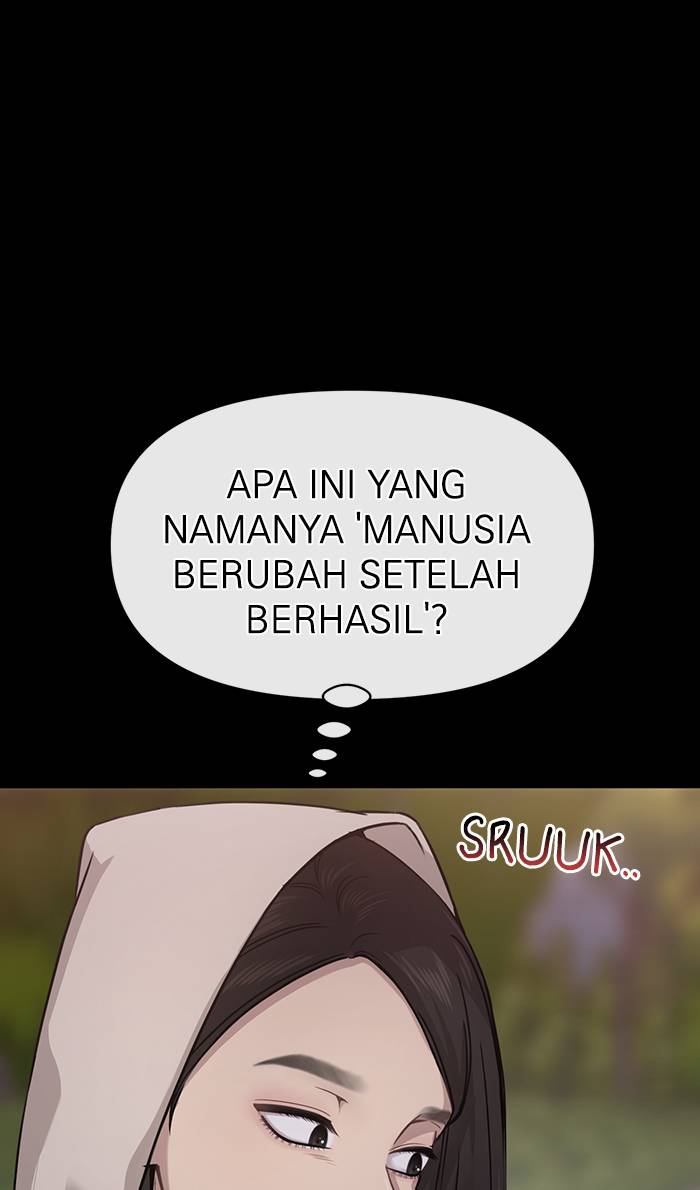 APA INI YANG
NAMANYA 'MANUSIA
BERUBAH SETELAH
BERHASIL'?
SRUUK..